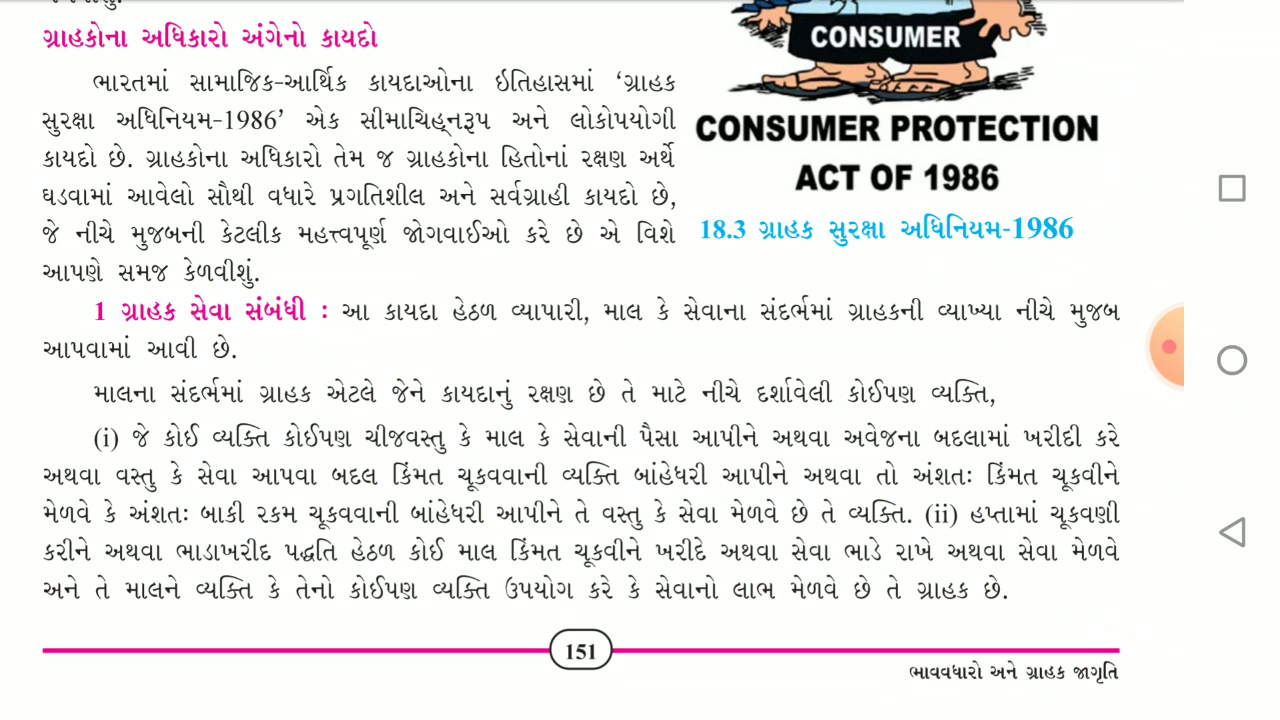 ગ્રાહકોના અધિકારો અંગેનો કાયદો
ભારતમાં સામાજિક-આર્થિક કાયદાઓના ઇતિહાસમાં ‘ગ્રાહક
સુરક્ષા અધિનિયમ-1986’ એક સીમાચિહ્નરૂપ અને લોકોપયોગી
કાયદો છે. ગ્રાહકોના અધિકારો તેમ જ ગ્રાહકોના હિતોનાં રક્ષણ અર્થે
ઘડવામાં આવેલો સૌથી વધારે પ્રગતિશીલ અને સર્વગ્રાહી કાયદો છે,
જે નીચે મુજબની કેટલીક મહત્ત્વપૂર્ણ જોગવાઈઓ કરે છે એ વિશે
આપણે સમજ કેળવીશું.
CONSUMER
CONSUMER PROTECTION
ACT OF 1986
18.3 ગ્રાહક સુરક્ષા અધિનિયમ-1986
1 ગ્રાહક સેવા સંબંધી : આ કાયદા હેઠળ વ્યાપારી, માલ કે સેવાના સંદર્ભમાં ગ્રાહકની વ્યાખ્યા નીચે મુજબ
આપવામાં આવી છે.
માલના સંદર્ભમાં ગ્રાહક એટલે જેને કાયદાનું રક્ષણ છે તે માટે નીચે દર્શાવેલી કોઈપણ વ્યક્તિ,
(i) જે કોઈ વ્યક્તિ કોઈપણ ચીજવસ્તુ કે માલ કે સેવાની પૈસા આપીને અથવા અવેજના બદલામાં ખરીદી કરે
અથવા વસ્તુ કે સેવા આપવા બદલ કિંમત ચૂકવવાની વ્યક્તિ બાંહેધરી આપીને અથવા તો અંશતઃ કિંમત ચૂકવીને
મેળવે કે અંશતઃ બાકી રકમ ચૂકવવાની બાંહેધરી આપીને તે વસ્તુ કે સેવા મેળવે છે તે વ્યક્તિ. (ii) હપ્તામાં ચૂકવણી
કરીને અથવા ભાડાખરીદ પદ્ધતિ હેઠળ કોઈ માલ કિંમત ચૂકવીને ખરીદે અથવા સેવા ભાડે રાખે અથવા સેવા મેળવે
અને તે માલને વ્યક્તિ કે તેનો કોઈપણ વ્યક્તિ ઉપયોગ કરે કે સેવાનો લાભ મેળવે છે તે ગ્રાહક છે.
151
ભાવવધારો અને ગ્રાહક જાગૃતિ